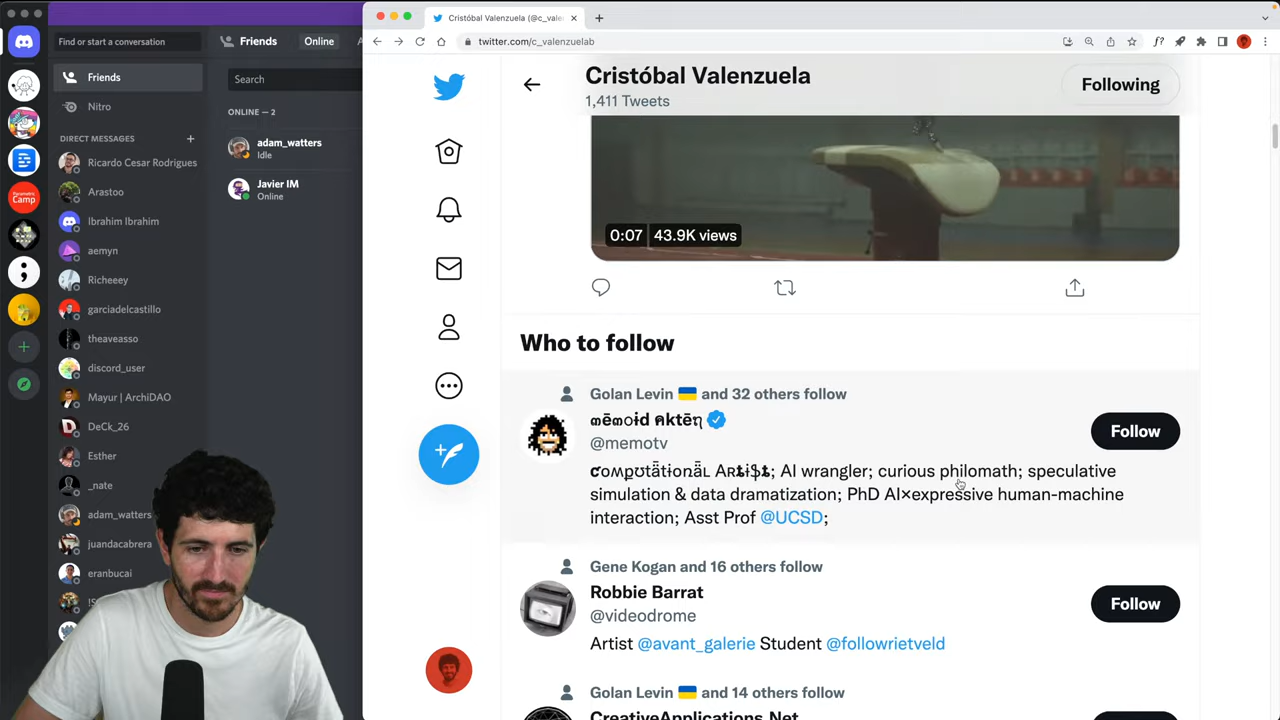 Find or start a conversation
Friends
Nitro
DIRECT MESSAGES
Ricardo Cesar Rodrigues
Arastoo
Ibrahim Ibrahim
aemyn
Richeeey
garciadelcastillo
theaveasso
discord_user
Mayur | ArchiDAO
DeCk_26
Esther
_nate
adam_watters
juandacabrera
eranbucai
Parametric
Camp
Friends
Online
A
Search
ONLINE — 2
adam_watters
Idle
Javier IM
Online
Cristóbal Valenzuela (@c_vale
twitter.com/c_valenzuelab
Cristóbal Valenzuela
1,411 Tweets
Following
0:07
43.9K views
Who to follow
Golan Levin 🇺🇦 and 32 others follow
@memotv
Follow
AI wrangler; curious philomath; speculative
simulation & data dramatization; PhD AI×expressive human-machine
interaction; Asst Prof @UCSD;
Gene Kogan and 16 others follow
Robbie Barrat
@videodrome
Follow
Artist @avant_galerie Student @followrietveld
Golan Levin 🇺🇦 and 14 others follow
CreativeApplications.Net